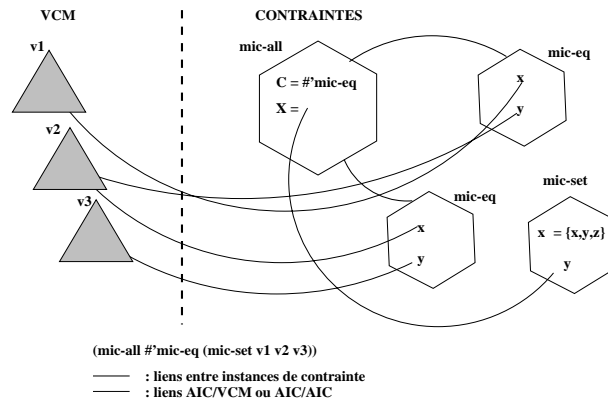 VCM
CONTRAINTES
v1
mic-all
mic-eq
C = #'mic-eq
x
X =
y
v2
mic-eq
mic-set
v3
x
x = {x,y,z}
y
y
(mic-all #'mic-eq (mic-set v1 v2 v3))
: liens entre instances de contrainte
: liens AIC/VCM ou AIC/AIC